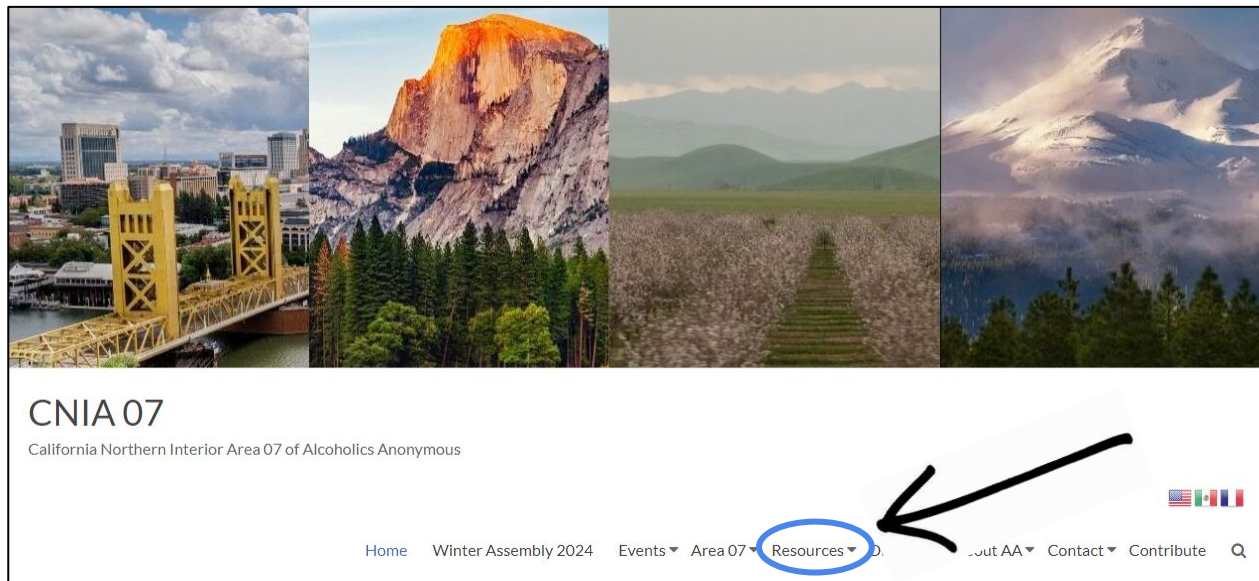 CNIA 07
California Northern Interior Area 07 of Alcoholics Anonymous
Home Winter Assembly 2024 Events Area 07 Resources AA Contact Contribute